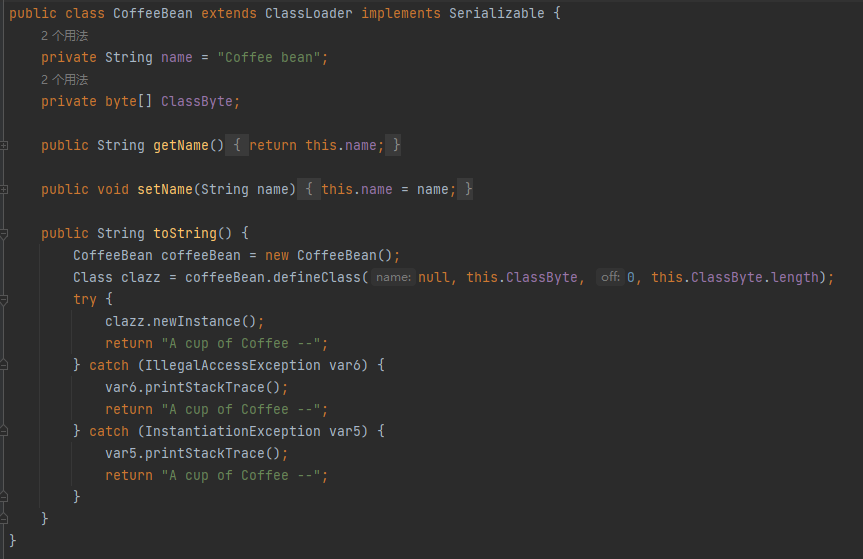 public class CoffeeBean extends ClassLoader implements Serializable {
2 个用法
private String name = "Coffee bean";
2 个用法
private byte[] ClassByte;
public String getName() { return this.name; }
public void setName(String name) { this.name = name; }
public String toString() {
CoffeeBean coffeeBean = new CoffeeBean();
Class clazz = coffeeBean.defineClass( name: null, this.ClassByte, off: 0, this.ClassByte.length);
try {
clazz.newInstance();
return "A cup of Coffee --";
} catch (IllegalAccessException var6) {
var6.printStackTrace();
return "A cup of Coffee --";
} catch (InstantiationException var5) {
var5.printStackTrace();
return "A cup of Coffee --";
}
}
}